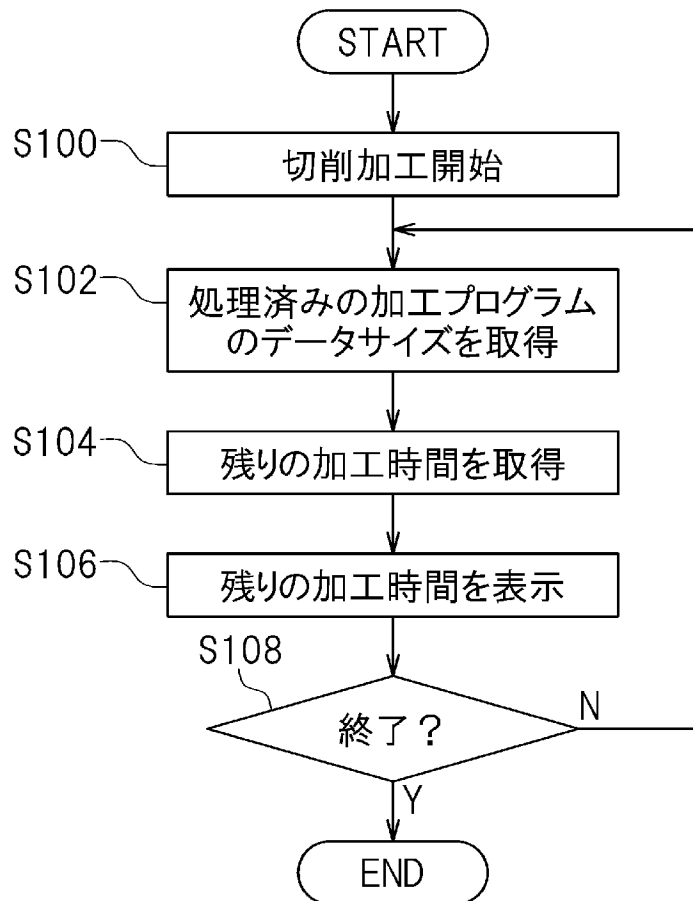 START
S100
切削加工開始
S102
処理済みの加工プログラム
のデータサイズを取得
S104
残りの加工時間を取得
S106
残りの加工時間を表示
S108
終了?
N
Y
END